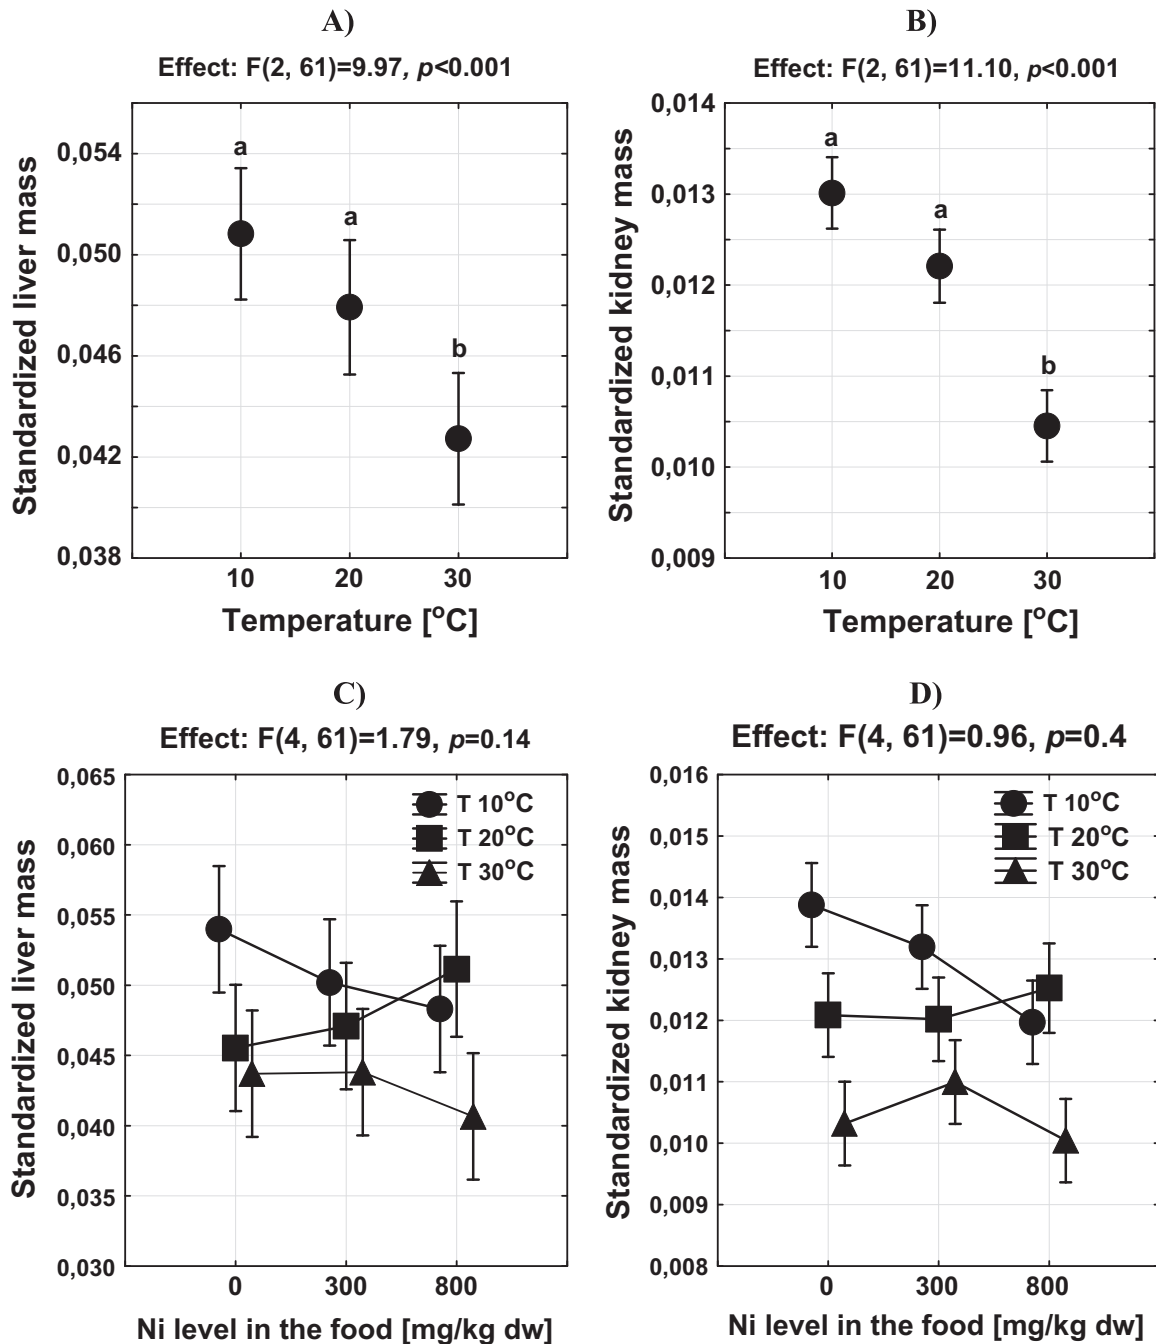 A)
Effect: F(2, 61)=9.97, p<0.001
Standardized liver mass
0,054
0,050
0,046
0,042
0,038
a
a
b
10 20 30
Temperature [°C]
B)
Effect: F(2, 61)=11.10, p<0.001
Standardized kidney mass
0,014
0,013
0,012
0,011
0,010
0,009
a
a
b
10 20 30
Temperature [°C]
C)
Effect: F(4, 61)=1.79, p=0.14
Standardized liver mass
0,065
0,060
0,055
0,050
0,045
0,040
0,035
0,030
T 10°C
T 20°C
T 30°C
0 300 800
Ni level in the food [mg/kg dw]
D)
Effect: F(4, 61)=0.96, p=0.4
Standardized kidney mass
0,016
0,015
0,014
0,013
0,012
0,011
0,010
0,009
0,008
T 10°C
T 20°C
T 30°C
0 300 800
Ni level in the food [mg/kg dw]